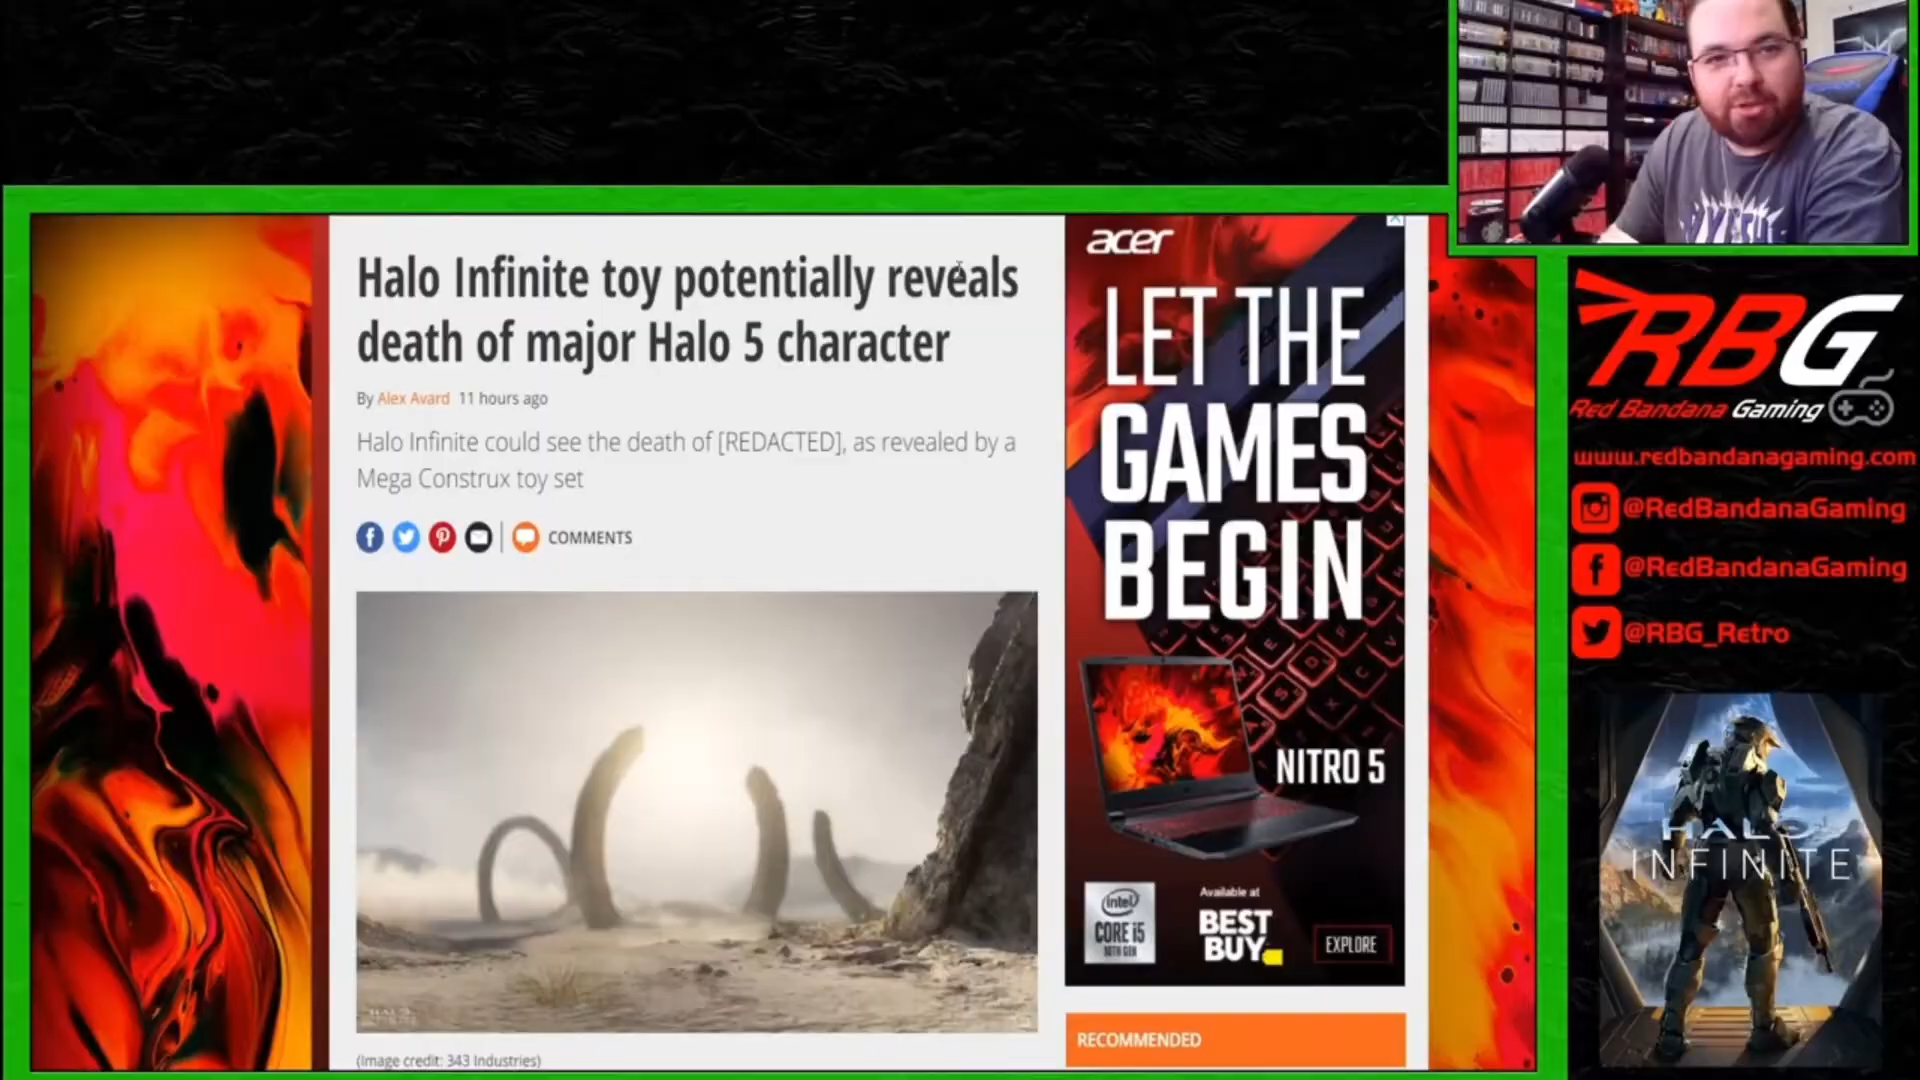 Halo Infinite toy potentially reveals
death of major Halo 5 character
By Alex Avard 11 hours ago
Halo Infinite could see the death of [REDACTED], as revealed by a
Mega Construx toy set
COMMENTS
(Image credit: 343 Industries)
acer
LET THE
GAMES
BEGIN
NITRO 5
intel
CORE i5
10TH GEN
Available at
BEST
BUY
EXPLORE
RECOMMENDED
RBG
Red Bandana Gaming
www.redbandanagaming.com
@RedBandanaGaming
@RedBandanaGaming
@RBG_Retro
HALO
INFINITE